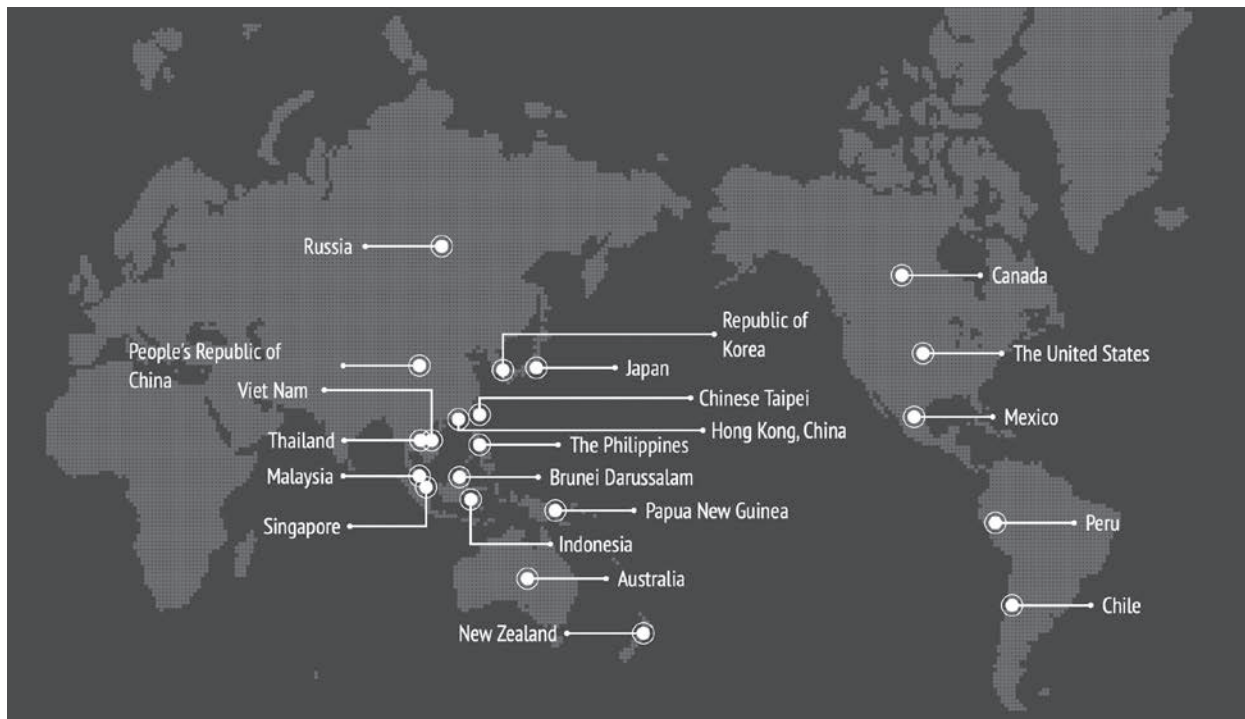 Russia
Canada
Republic of
Korea
People's Republic of
China
The United States
Japan
Viet Nam
Chinese Taipei
Mexico
Hong Kong, China
Thailand
The Philippines
Malaysia
Brunei Darussalam
Papua New Guinea
Peru
Singapore
Indonesia
Australia
Chile
New Zealand